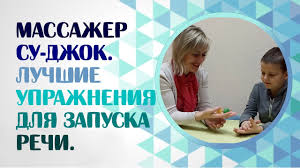 МАССАЖЕР
СУ-ДЖОК.
ЛУЧШИЕ
УПРАЖНЕНИЯ
ДЛЯ ЗАПУСКА
РЕЧИ.